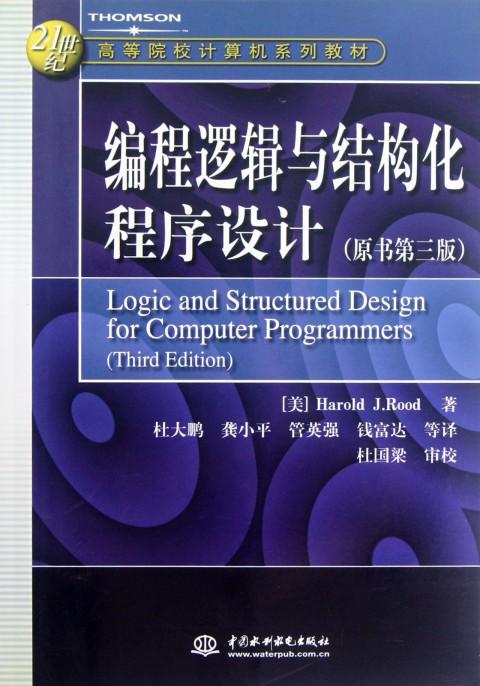 THOMSON
21世纪
高等院校计算机系列教材
编程逻辑与结构化
程序设计(原书第三版)
Logic and Structured Design
for Computer Programmers
(Third Edition)
[美] Harold J.Rood 著
杜大鹏 龚小平 管英强 钱富达 等译
杜国梁 审校
中国水利水电出版社
www.waterpub.com.cn